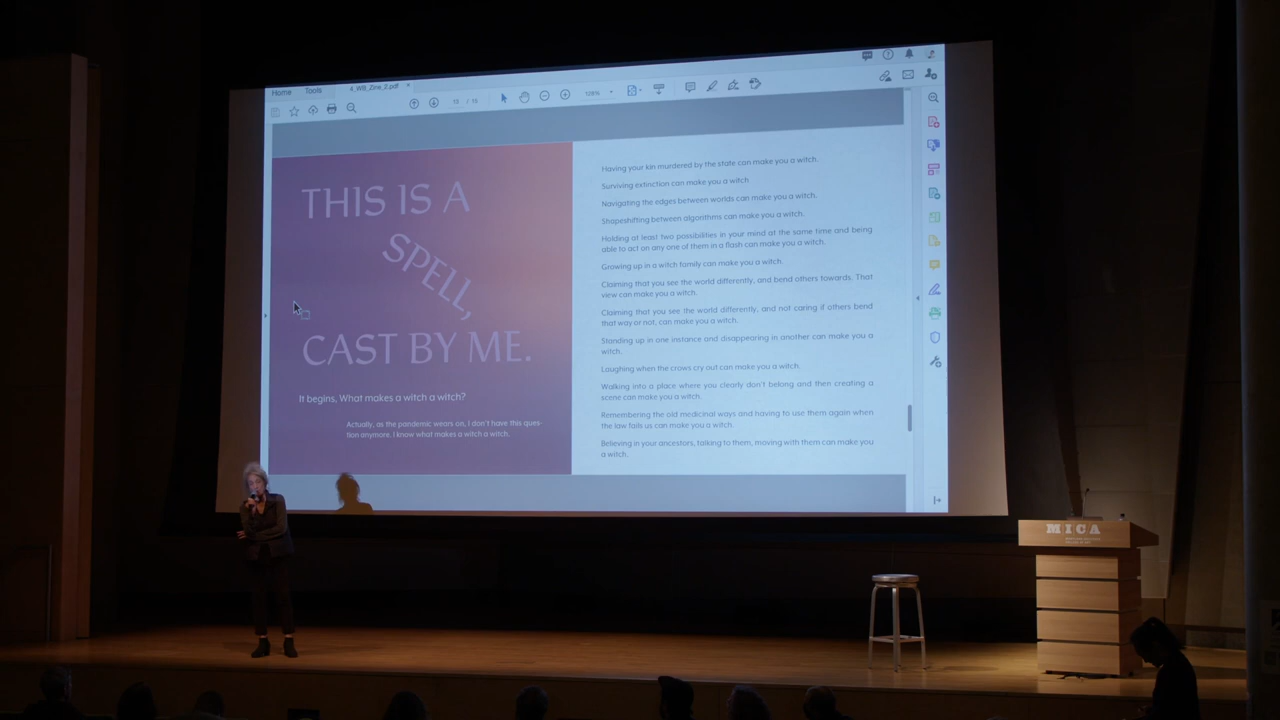 Home Tools 4_WB_Zine_2.pdf ×
15 / 16 128%
THIS IS A
SPELL,
CAST BY ME.
It begins, What makes a witch a witch?
Actually, as the pandemic wears on, I don't have this ques-
tion anymore. I know what makes a witch a witch.
Having your kin murdered by the state can make you a witch.
Surviving extinction can make you a witch
Navigating the edges between worlds can make you a witch.
Shapeshifting between algorithms can make you a witch.
Holding at least two possibilities in your mind at the same time and being
able to act on any one of them in a flash can make you a witch.
Growing up in a witch family can make you a witch.
Claiming that you see the world differently, and bend others towards. That
view can make you a witch.
Claiming that you see the world differently, and not caring if others bend
that way or not, can make you a witch.
Standing up in one instance and disappearing in another can make you a
witch.
Laughing when the crows cry out can make you a witch.
Walking into a place where you clearly don't belong and then creating a
scene can make you a witch.
Remembering the old medicinal ways and having to use them again when
the law fails us can make you a witch.
Believing in your ancestors, talking to them, moving with them can make you
a witch.
MICA